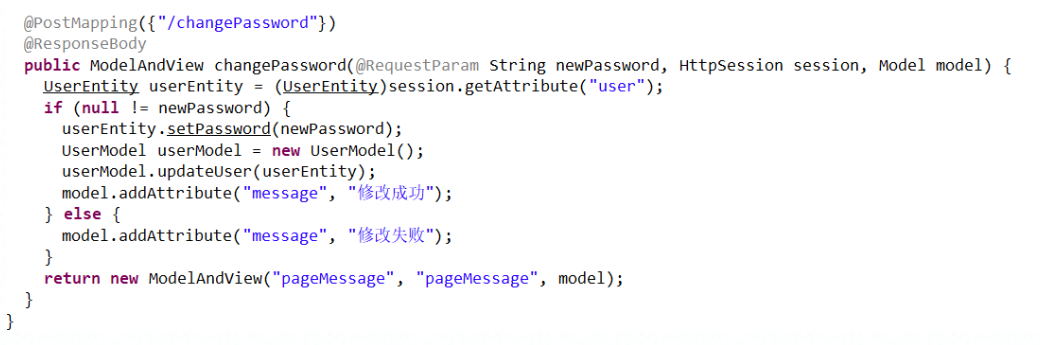 @PostMapping({"/changePassword"})
@ResponseBody
public ModelAndView changePassword(@RequestParam String newPassword, HttpSession session, Model model) {
UserEntity userEntity = (UserEntity)session.getAttribute("user");
if (null != newPassword) {
userEntity.setPassword(newPassword);
UserModel userModel = new UserModel();
userModel.updateUser(userEntity);
model.addAttribute("message", "修改成功");
} else {
model.addAttribute("message", "修改失败");
}
return new ModelAndView("pageMessage", "pageMessage", model);
}
}